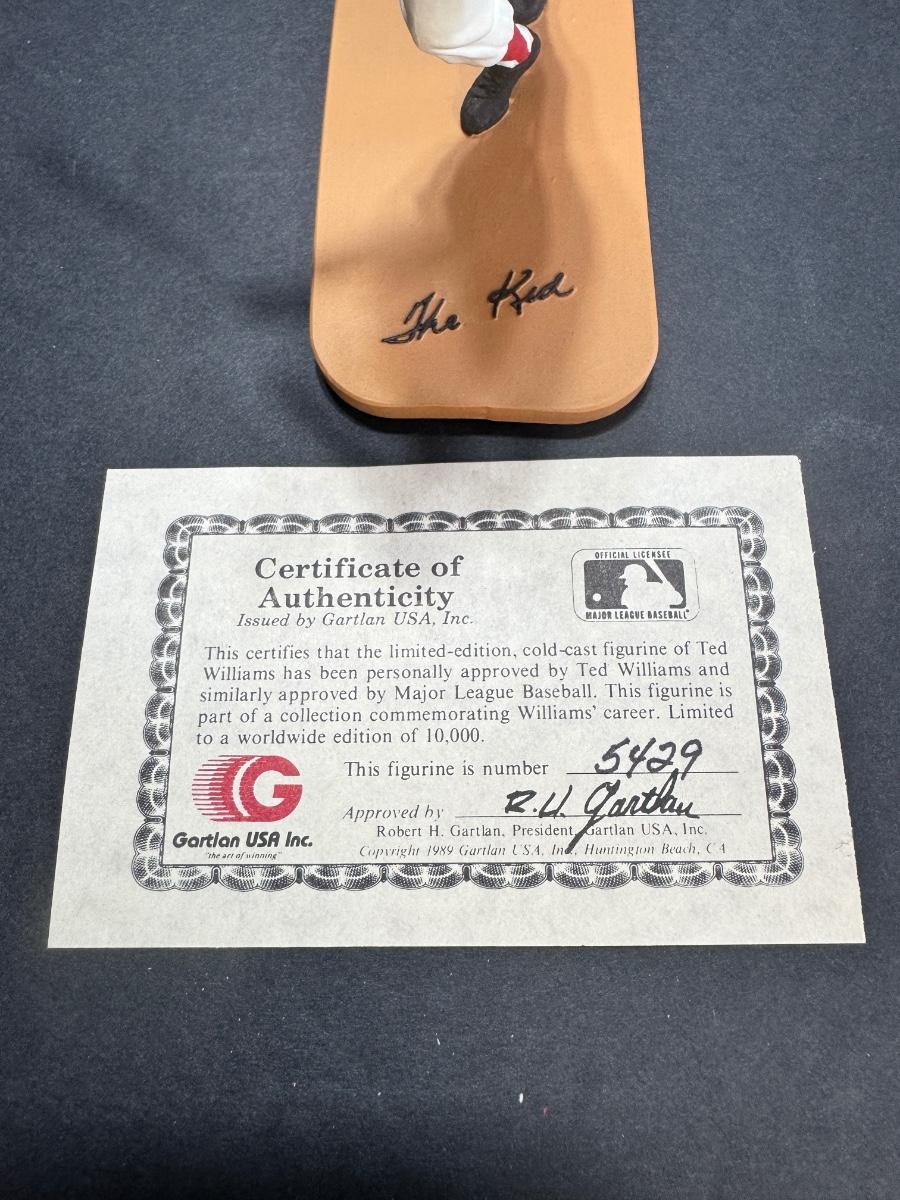 The Kid
Certificate of
Authenticity
Issued by Gartlan USA, Inc.
OFFICIAL LICENSEE
MAJOR LEAGUE BASEBALL
This certifies that the limited-edition, cold-cast figurine of Ted
Williams has been personally approved by Ted Williams and
similarly approved by Major League Baseball. This figurine is
part of a collection commemorating Williams' career. Limited
to a worldwide edition of 10,000.
This figurine is number 5429
Approved by R.H. Gartlan
Robert H. Gartlan, President, Gartlan USA, Inc.
Copyright 1989 Gartlan USA, Inc., Huntington Beach, CA
G
Gartlan USA Inc.
"the art of winning"